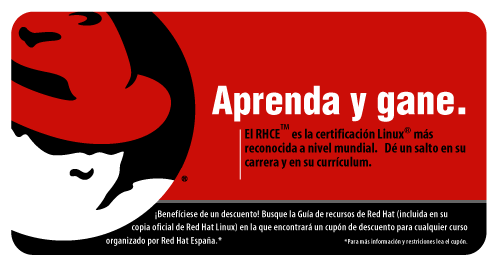 Aprenda y gane.
El RHCE™ es la certificación Linux® más
reconocida a nivel mundial. Dé un salto en su
carrera y en su currículum.
®
¡Benefíciese de un descuento! Busque la Guía de recursos de Red Hat (incluida en su
copia oficial de Red Hat Linux) en la que encontrará un cupón de descuento para cualquier curso
organizado por Red Hat España.*
*Para más información y restricciones lea el cupón.